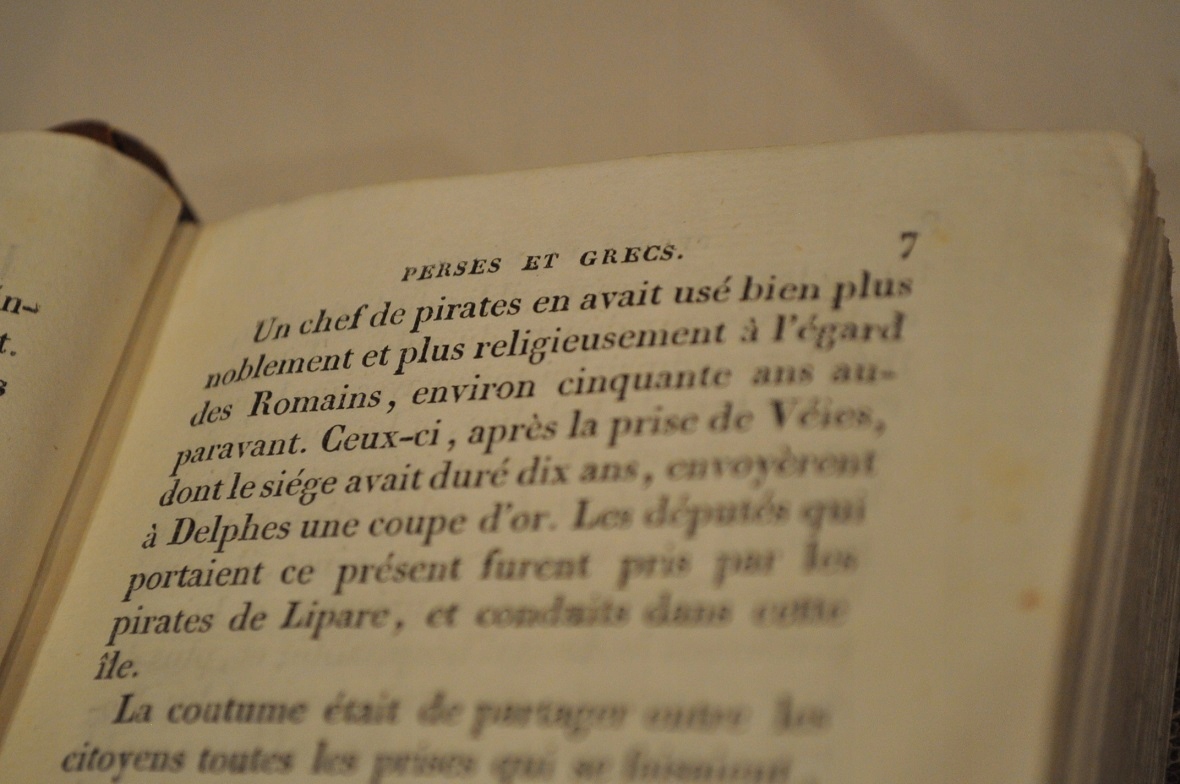 in-
t.
s
PERSES ET GRECS. 7
Un chef de pirates en avait usé bien plus
noblement et plus religieusement à l'égard
des Romains, environ cinquante ans au-
paravant. Ceux-ci, après la prise de Véies,
dont le siége avait duré dix ans, envoyèrent
à Delphes une coupe d'or. Les députés qui
portaient ce présent furent pris par les
pirates de Lipare, et conduits dans cette
île.
La coutume était de partager entre les
citoyens toutes les prises qui se faisaient